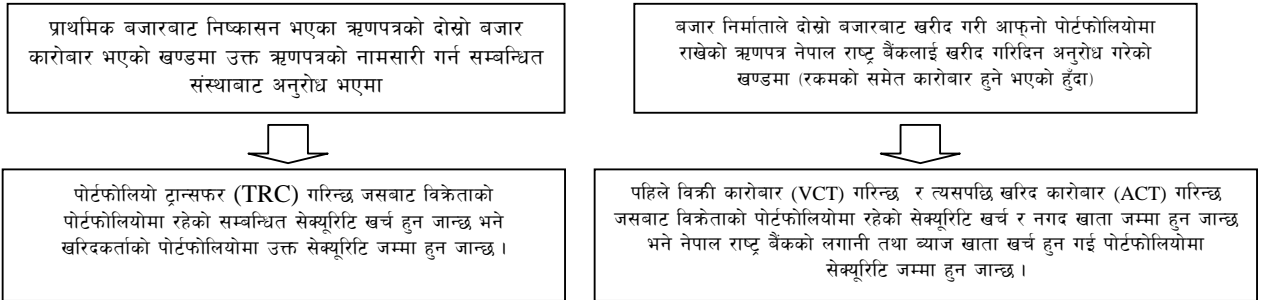 प्राथमिक बजारबाट निष्कासन भएका ऋणपत्रको दोस्रो बजार
कारोबार भएको खण्डमा उक्त ऋणपत्रको नामसारी गर्न सम्बन्धित
संस्थाबाट अनुरोध भएमा
पोर्टफोलियो ट्रान्सफर (TRC) गरिन्छ जसबाट विक्रेताको
पोर्टफोलियोमा रहेको सम्बन्धित सेक्यूरिटि खर्च हुन जान्छ भने
खरिदकर्ताको पोर्टफोलियोमा उक्त सेक्यूरिटि जम्मा हुन जान्छ ।
बजार निर्माताले दोस्रो बजारबाट खरीद गरी आफ्नो पोर्टफोलियोमा
राखेको ऋणपत्र नेपाल राष्ट्र बैंकलाई खरीद गरिदिन अनुरोध गरेको
खण्डमा (रकमको समेत कारोबार हुने भएको हुँदा)
पहिले विक्री कारोबार (VCT) गरिन्छ र त्यसपछि खरिद कारोबार (ACT) गरिन्छ
जसबाट विक्रेताको पोर्टफोलियोमा रहेको सेक्यूरिटि खर्च र नगद खाता जम्मा हुन जान्छ
भने नेपाल राष्ट्र बैंकको लगानी तथा ब्याज खाता खर्च हुन गई पोर्टफोलियोमा
सेक्यूरिटि जम्मा हुन जान्छ ।